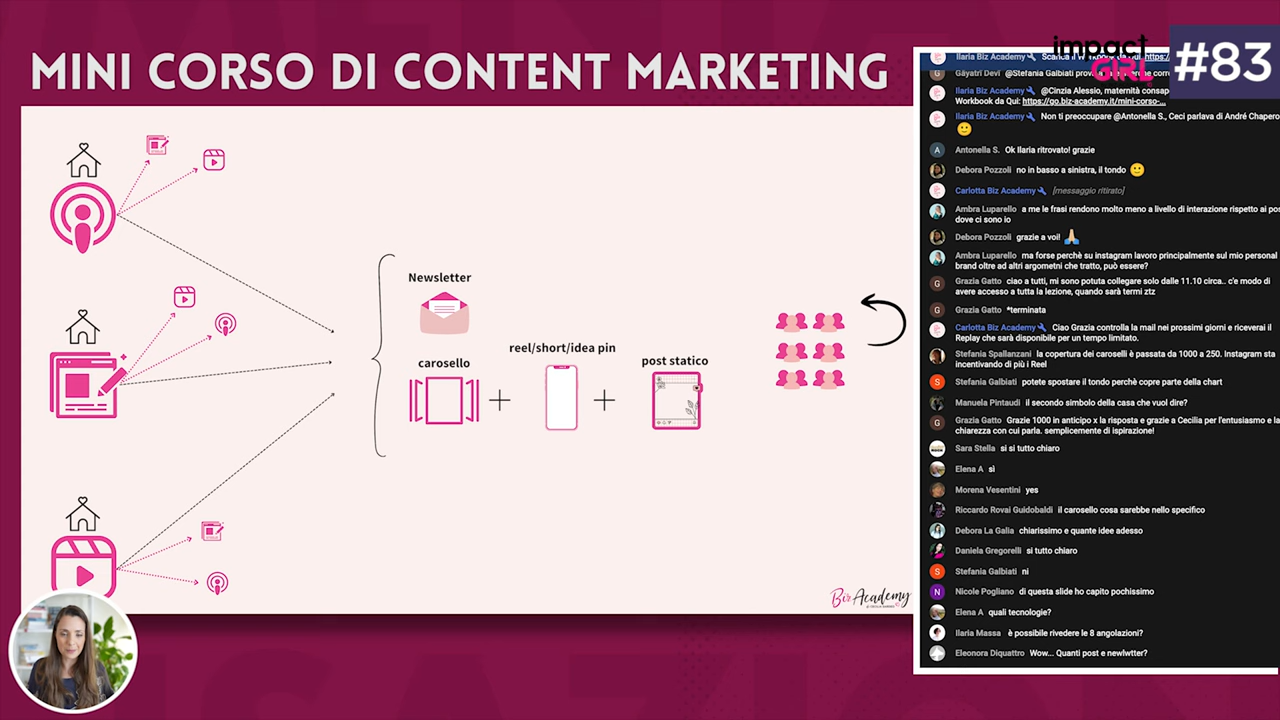 MINI CORSO DI CONTENT MARKETING
impact
GRL
#83
Newsletter
carosello
reel/short/idea pin
post statico
Biz Academy
Ilaria Biz Academy
Gayatri Devi @Stefania Galbiati
Ilaria Biz Academy @Cinzia Alessio, maternità
Workbook da Qui: https://go.biz-academy.it/mini-corso-...
Ilaria Biz Academy Non ti preoccupare @Antonella S., Ceci parlava di André Chapero
🙂
Antonella S. Ok Ilaria ritrovato! grazie
Debora Pozzoli no in basso a sinistra, il tondo 🙂
Carlotta Biz Academy [messaggio ritirato]
Ambra Luparello a me le frasi rendono molto meno a livello di interazione rispetto ai pos
dove ci sono io
Debora Pozzoli grazie a voi! 🙏🏼
Ambra Luparello ma forse perchè su instagram lavoro principalmente sul mio personal
brand oltre ad altri argometni che tratto, può essere?
Grazia Gatto ciao a tutti, mi sono potuta collegare solo dalle 11.10 circa.. c'è modo di
avere accesso a tutta la lezione, quando sarà termi ztz
Grazia Gatto *terminata
Carlotta Biz Academy Ciao Grazia controlla la mail nei prossimi giorni e riceverai il
Replay che sarà disponibile per un tempo limitato.
Stefania Spallanzani la copertura dei caroselli è passata da 1000 a 250. Instagram sta
incentivando di più i Reel
Stefania Galbiati potete spostare il tondo perchè copre parte della chart
Manuela Pintaudi il secondo simbolo della casa che vuol dire?
Grazia Gatto Grazie 1000 in anticipo x la risposta e grazie a Cecilia per l'entusiasmo e la
chiarezza con cui parla. semplicemente di ispirazione!
Sara Stella si si tutto chiaro
Elena A sì
Morena Vesentini yes
Riccardo Rovai Guidobaldi il carosello cosa sarebbe nello specifico
Debora La Galia chiarissimo e quante idee adesso
Daniela Gregorelli si tutto chiaro
Stefania Galbiati ni
Nicole Pogliano di questa slide ho capito pochissimo
Elena A quali tecnologie?
Ilaria Massa è possibile rivedere le 8 angolazioni?
Eleonora Diquattro Wow... Quanti post e newlwtter?